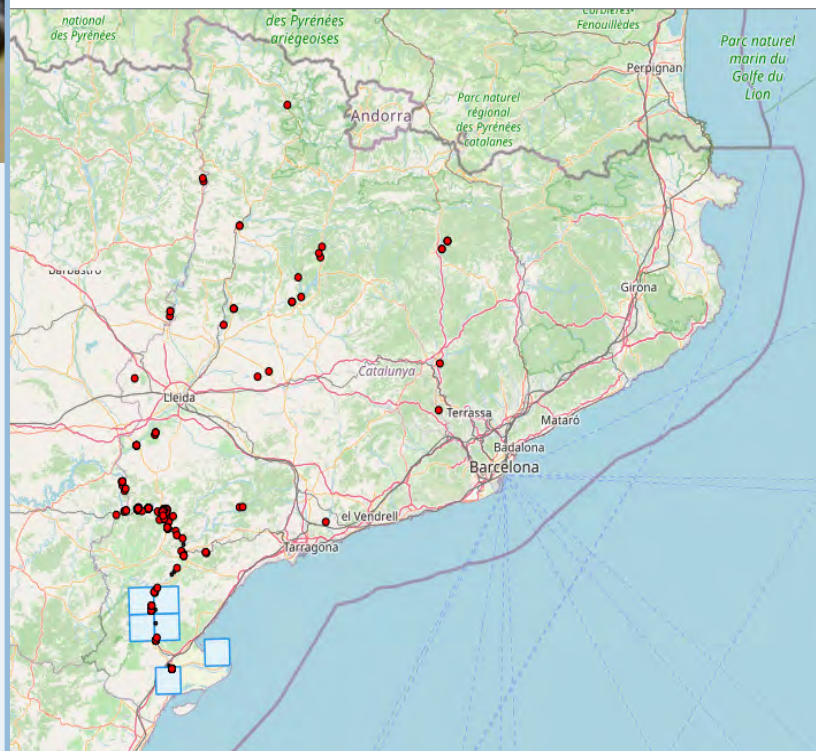 national
des Pyrénées
des Pyrénées
ariégeoises
Fenouillèdes
Parc naturel
marin du
Golfe du
Lion
Perpignan
Andorra
Parc naturel
régional
des Pyrénées
catalanes
Barbastro
Girona
Catalunya
Lleida
Terrassa
Mataró
Badalona
Barcelona
el Vendrell
Tarragona